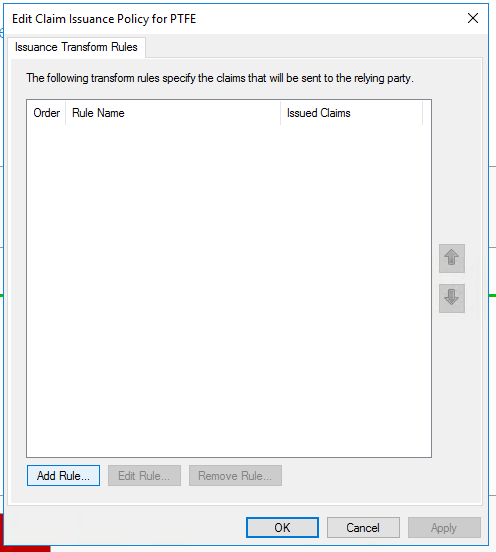 Edit Claim Issuance Policy for PTFE
Issuance Transform Rules
The following transform rules specify the claims that will be sent to the relying party.
Order Rule Name Issued Claims
Add Rule... Edit Rule... Remove Rule...
OK Cancel Apply